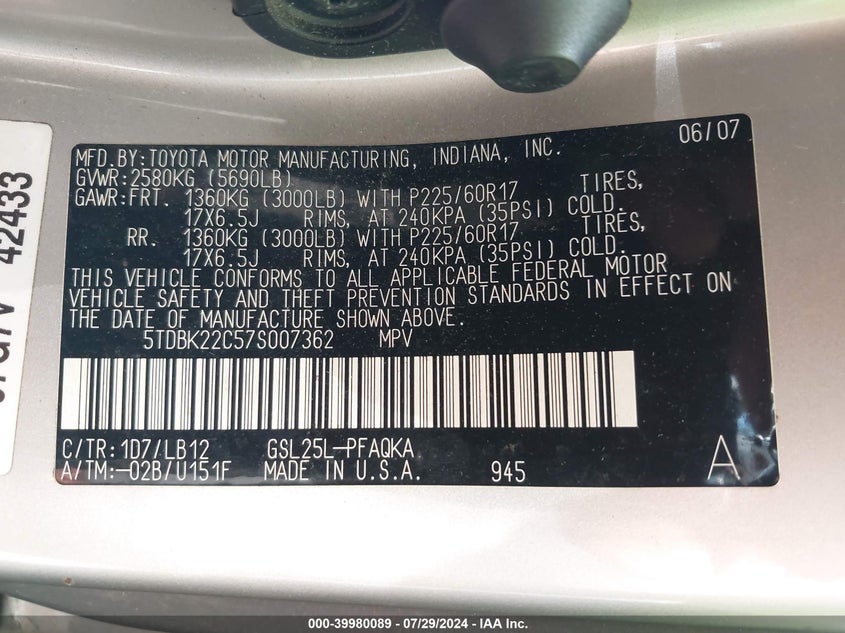 06/07
MFD.BY:TOYOTA MOTOR MANUFACTURING, INDIANA, INC.
GVWR:2580KG (5690LB)
GAWR:FRT. 1360KG (3000LB) WITH P225/60R17 TIRES,
17X6.5J RIMS, AT 240KPA (35PSI) COLD.
RR. 1360KG (3000LB) WITH P225/60R17 TIRES,
17X6.5J RIMS, AT 240KPA (35PSI) COLD.
THIS VEHICLE CONFORMS TO ALL APPLICABLE FEDERAL MOTOR
VEHICLE SAFETY AND THEFT PREVENTION STANDARDS IN EFFECT ON
THE DATE OF MANUFACTURE SHOWN ABOVE.
5TDBK22C57S007362 MPV
C/TR:1D7/LB12 GSL25L-PFAQKA
A/TM:-02B/U151F MADE IN U.S.A. 945 A
42433
000-39980089 - 07/29/2024 - IAA Inc.